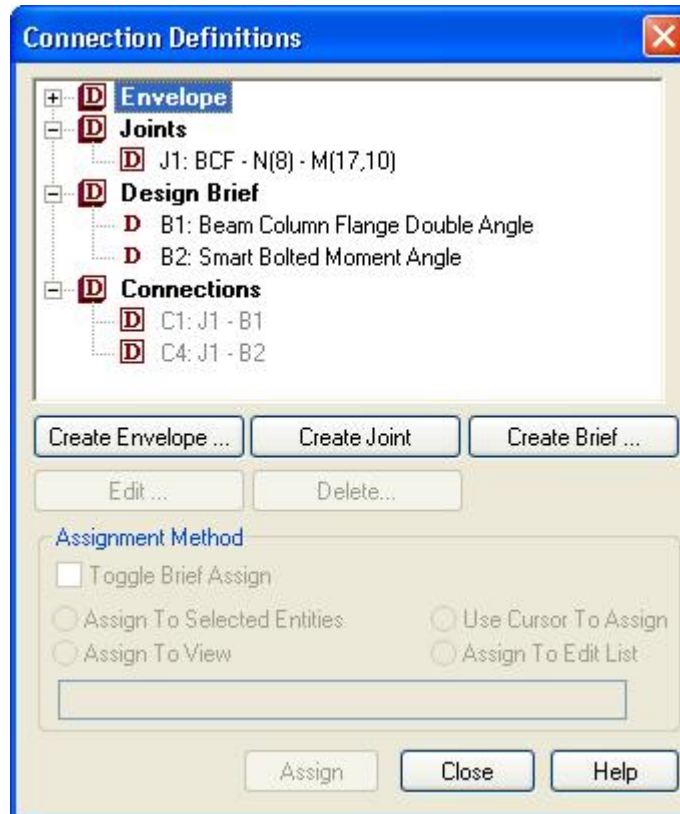 Connection Definitions
D Envelope
D Joints
D J1: BCF - N(8) - M(17,10)
D Design Brief
D B1: Beam Column Flange Double Angle
D B2: Smart Bolted Moment Angle
D Connections
D C1: J1 - B1
D C4: J1 - B2
Create Envelope ... Create Joint Create Brief ...
Edit ... Delete...
Assignment Method
Toggle Brief Assign
Assign To Selected Entities Use Cursor To Assign
Assign To View Assign To Edit List
Assign Close Help